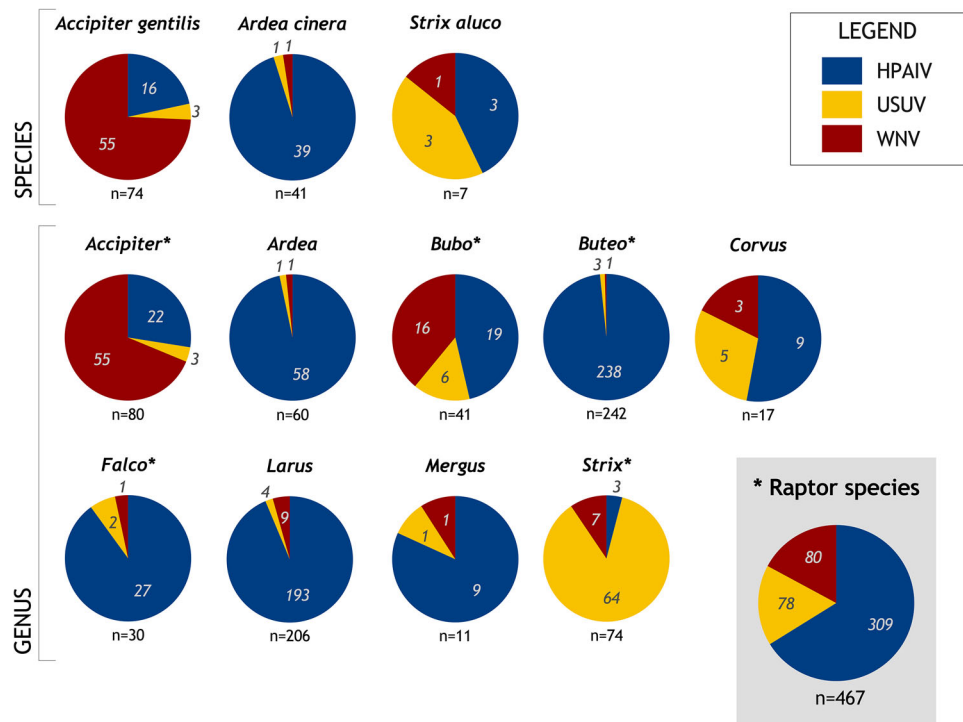 Accipiter gentilis Ardea cinera Strix aluco
LEGEND
HPAIV
USUV
WNV
SPECIES
16
3
55
n=74
1 1
39
n=41
1
3
3
n=7
Accipiter* Ardea Bubo* Buteo* Corvus
22
3
55
n=80
1 1
58
n=60
16
19
6
n=41
3 1
238
n=242
3
9
5
n=17
GENUS
Falco* Larus Mergus Strix*
1
2
27
n=30
4
9
193
n=206
1
1
9
n=11
3
7
64
n=74
* Raptor species
80
78
309
n=467